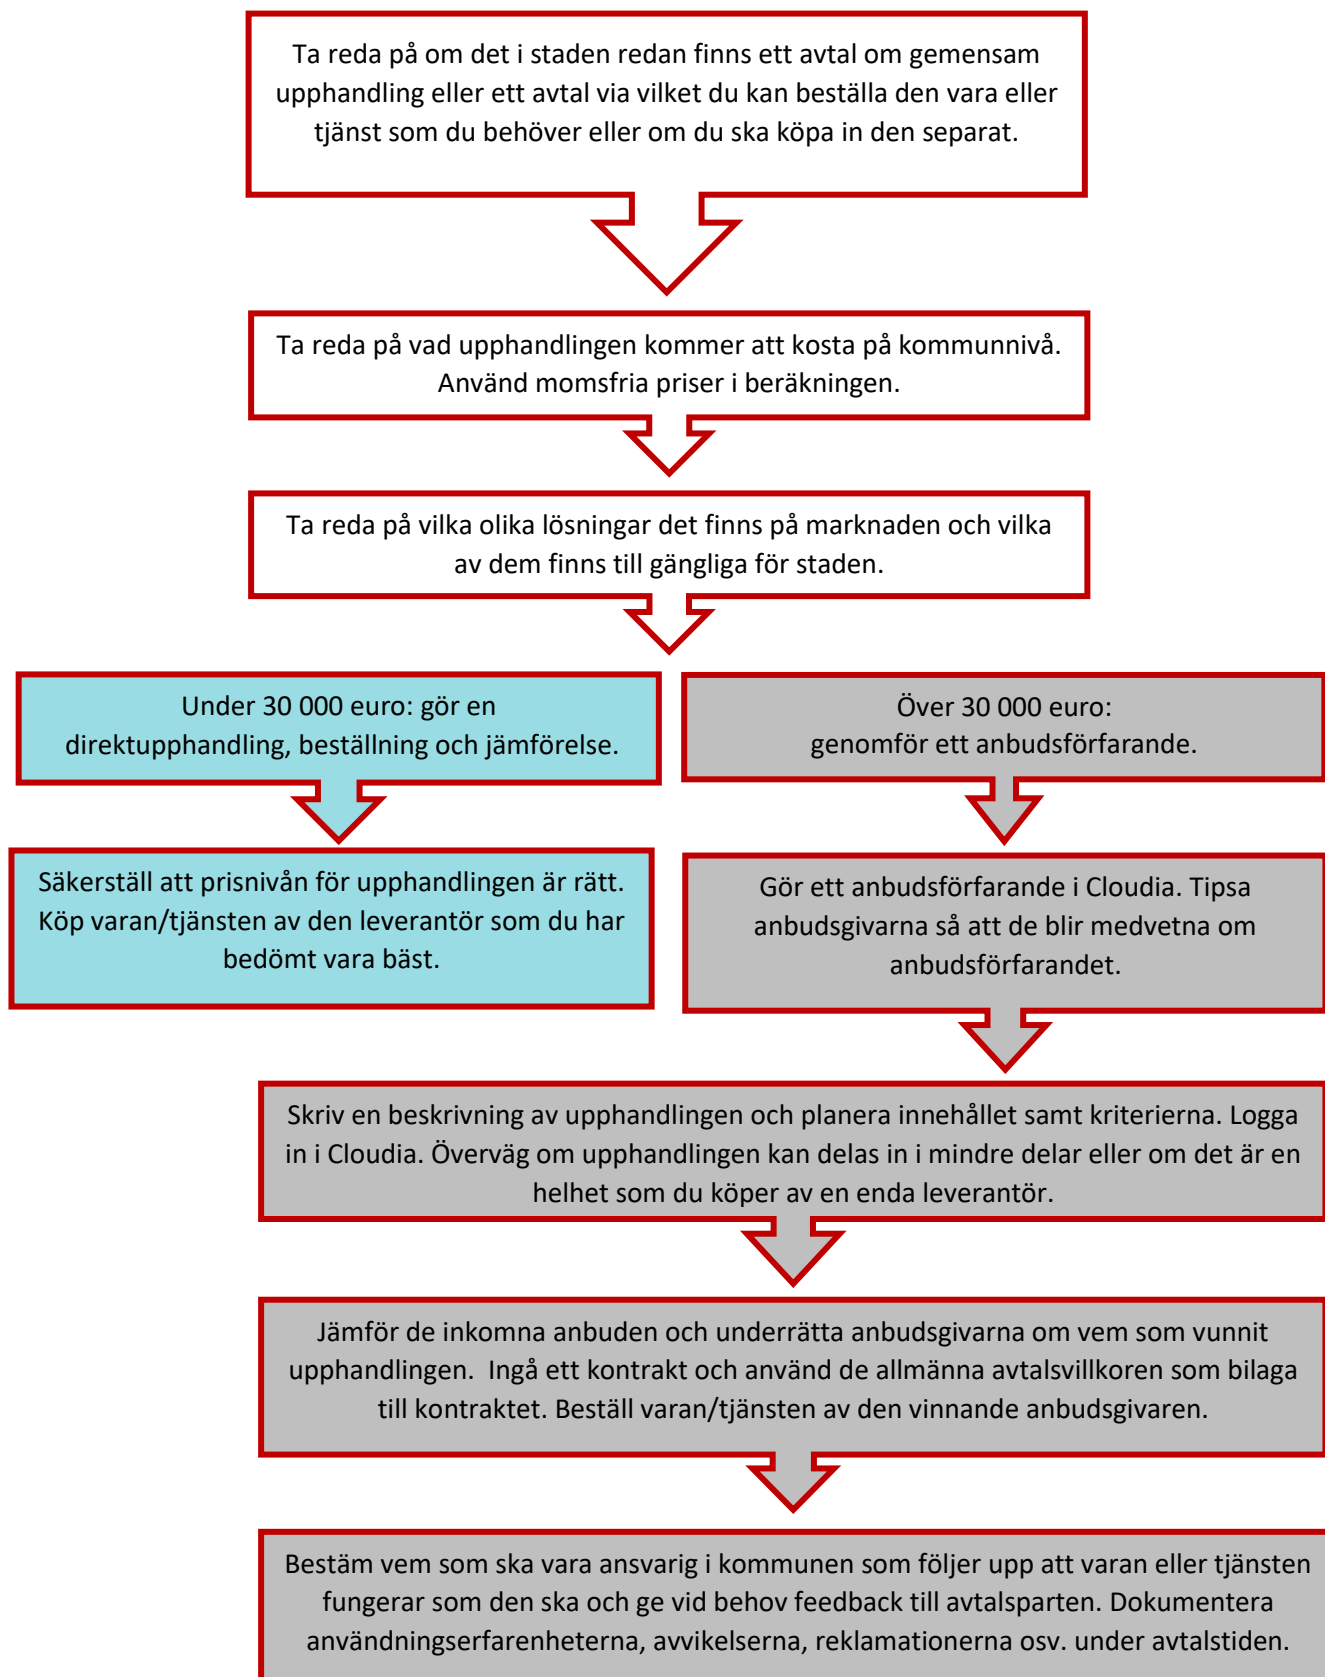 Ta reda på om det i staden redan finns ett avtal om gemensam
upphandling eller ett avtal via vilket du kan beställa den vara eller
tjänst som du behöver eller om du ska köpa in den separat.
Ta reda på vad upphandlingen kommer att kosta på kommunnivå.
Använd momsfria priser i beräkningen.
Ta reda på vilka olika lösningar det finns på marknaden och vilka
av dem finns till gängliga för staden.
Under 30 000 euro: gör en
direktupphandling, beställning och jämförelse.
Över 30 000 euro:
genomför ett anbudsförfarande.
Säkerställ att prisnivån för upphandlingen är rätt.
Köp varan/tjänsten av den leverantör som du har
bedömt vara bäst.
Gör ett anbudsförfarande i Cloudia. Tipsa
anbudsgivarna så att de blir medvetna om
anbudsförfarandet.
Skriv en beskrivning av upphandlingen och planera innehållet samt kriterierna. Logga
in i Cloudia. Överväg om upphandlingen kan delas in i mindre delar eller om det är en
helhet som du köper av en enda leverantör.
Jämför de inkomna anbuden och underrätta anbudsgivarna om vem som vunnit
upphandlingen.  Ingå ett kontrakt och använd de allmänna avtalsvillkoren som bilaga
till kontraktet. Beställ varan/tjänsten av den vinnande anbudsgivaren.
Bestäm vem som ska vara ansvarig i kommunen som följer upp att varan eller tjänsten
fungerar som den ska och ge vid behov feedback till avtalsparten. Dokumentera
användningserfarenheterna, avvikelserna, reklamationerna osv. under avtalstiden.